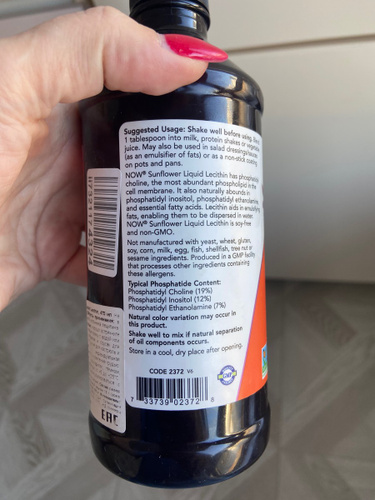 Suggested Usage: Shake well before using.
1 tablespoon into milk, protein shakes or
juice. May also be used in salad dressings/sauces
(as an emulsifier of fats) or as a non-stick coating
on pots and pans.
NOW® Sunflower Liquid Lecithin has phosphatidyl
choline, the most abundant phospholipid in the
cell membrane. It also naturally abounds in
phosphatidyl inositol, phosphatidyl ethanolamine
and essential fatty acids. Lecithin aids in emulsifying
fats, enabling them to be dispersed in water.
NOW® Sunflower Liquid Lecithin is soy-free
and non-GMO.
Not manufactured with yeast, wheat, gluten,
soy, corn, milk, egg, fish, shellfish, tree nut or
sesame ingredients. Produced in a GMP facility
that processes other ingredients containing
these allergens.
Typical Phosphatide Content:
Phosphatidyl Choline (19%)
Phosphatidyl Inositol (12%)
Phosphatidyl Ethanolamine (7%)
Natural color variation may occur in
this product.
Shake well to mix if natural separation
of oil components occurs.
Store in a cool, dry place after opening.
CODE 2372 V6
GMP
7 33739 02372 8
EAC